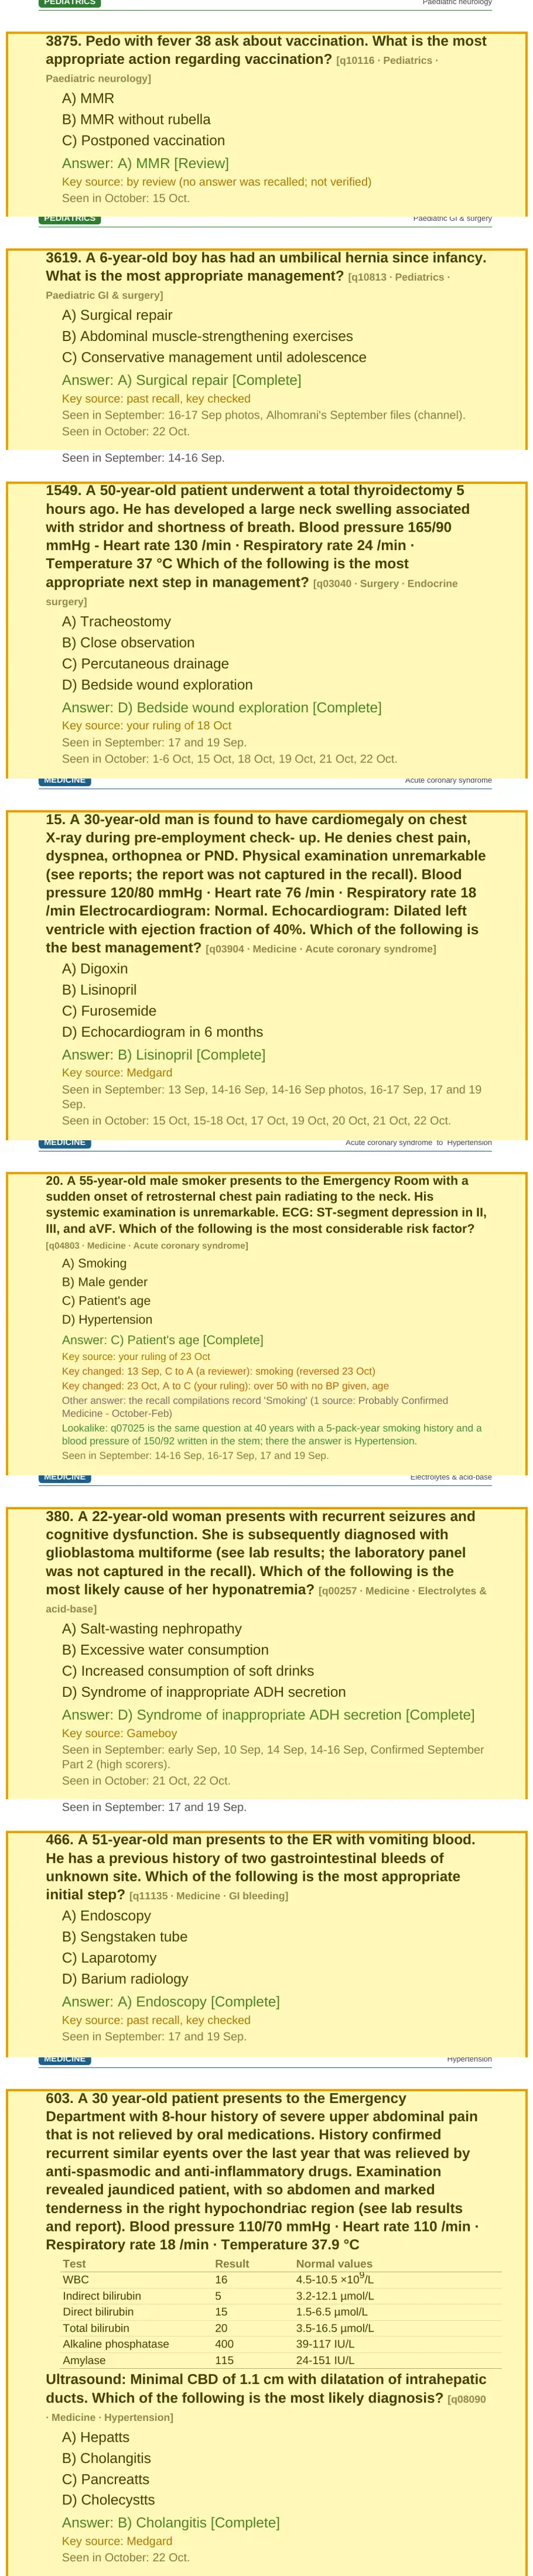 PEDIATRICS
Paediatric neurology
3875. Pedo with fever 38 ask about vaccination. What is the most
appropriate action regarding vaccination? [q10116 · Pediatrics ·
Paediatric neurology]
A) MMR
B) MMR without rubella
C) Postponed vaccination
Answer: A) MMR [Review]
Key source: by review (no answer was recalled; not verified)
Seen in October: 15 Oct.
PEDIATRICS
Paediatric GI & surgery
3619. A 6-year-old boy has had an umbilical hernia since infancy.
What is the most appropriate management? [q10813 · Pediatrics ·
Paediatric GI & surgery]
A) Surgical repair
B) Abdominal muscle-strengthening exercises
C) Conservative management until adolescence
Answer: A) Surgical repair [Complete]
Key source: past recall, key checked
Seen in September: 16-17 Sep photos, Alhomrani's September files (channel).
Seen in October: 22 Oct.
Seen in September: 14-16 Sep.
1549. A 50-year-old patient underwent a total thyroidectomy 5
hours ago. He has developed a large neck swelling associated
with stridor and shortness of breath. Blood pressure 165/90
mmHg - Heart rate 130 /min · Respiratory rate 24 /min ·
Temperature 37 °C Which of the following is the most
appropriate next step in management? [q03040 · Surgery · Endocrine
surgery]
A) Tracheostomy
B) Close observation
C) Percutaneous drainage
D) Bedside wound exploration
Answer: D) Bedside wound exploration [Complete]
Key source: your ruling of 18 Oct
Seen in September: 17 and 19 Sep.
Seen in October: 1-6 Oct, 15 Oct, 18 Oct, 19 Oct, 21 Oct, 22 Oct.
MEDICINE
Acute coronary syndrome
15. A 30-year-old man is found to have cardiomegaly on chest
X-ray during pre-employment check- up. He denies chest pain,
dyspnea, orthopnea or PND. Physical examination unremarkable
(see reports; the report was not captured in the recall). Blood
pressure 120/80 mmHg · Heart rate 76 /min · Respiratory rate 18
/min Electrocardiogram: Normal. Echocardiogram: Dilated left
ventricle with ejection fraction of 40%. Which of the following is
the best management? [q03904 · Medicine · Acute coronary syndrome]
A) Digoxin
B) Lisinopril
C) Furosemide
D) Echocardiogram in 6 months
Answer: B) Lisinopril [Complete]
Key source: Medgard
Seen in September: 13 Sep, 14-16 Sep, 14-16 Sep photos, 16-17 Sep, 17 and 19
Sep.
Seen in October: 15 Oct, 15-18 Oct, 17 Oct, 19 Oct, 20 Oct, 21 Oct, 22 Oct.
MEDICINE
Acute coronary syndrome to Hypertension
20. A 55-year-old male smoker presents to the Emergency Room with a
sudden onset of retrosternal chest pain radiating to the neck. His
systemic examination is unremarkable. ECG: ST-segment depression in II,
III, and aVF. Which of the following is the most considerable risk factor?
[q04803 · Medicine · Acute coronary syndrome]
A) Smoking
B) Male gender
C) Patient's age
D) Hypertension
Answer: C) Patient's age [Complete]
Key source: your ruling of 23 Oct
Key changed: 13 Sep, C to A (a reviewer): smoking (reversed 23 Oct)
Key changed: 23 Oct, A to C (your ruling): over 50 with no BP given, age
Other answer: the recall compilations record 'Smoking' (1 source: Probably Confirmed
Medicine - October-Feb)
Lookalike: q07025 is the same question at 40 years with a 5-pack-year smoking history and a
blood pressure of 150/92 written in the stem; there the answer is Hypertension.
Seen in September: 14-16 Sep, 16-17 Sep, 17 and 19 Sep.
MEDICINE
Electrolytes & acid-base
380. A 22-year-old woman presents with recurrent seizures and
cognitive dysfunction. She is subsequently diagnosed with
glioblastoma multiforme (see lab results; the laboratory panel
was not captured in the recall). Which of the following is the
most likely cause of her hyponatremia? [q00257 · Medicine · Electrolytes &
acid-base]
A) Salt-wasting nephropathy
B) Excessive water consumption
C) Increased consumption of soft drinks
D) Syndrome of inappropriate ADH secretion
Answer: D) Syndrome of inappropriate ADH secretion [Complete]
Key source: Gameboy
Seen in September: early Sep, 10 Sep, 14 Sep, 14-16 Sep, Confirmed September
Part 2 (high scorers).
Seen in October: 21 Oct, 22 Oct.
Seen in September: 17 and 19 Sep.
466. A 51-year-old man presents to the ER with vomiting blood.
He has a previous history of two gastrointestinal bleeds of
unknown site. Which of the following is the most appropriate
initial step? [q11135 · Medicine · GI bleeding]
A) Endoscopy
B) Sengstaken tube
C) Laparotomy
D) Barium radiology
Answer: A) Endoscopy [Complete]
Key source: past recall, key checked
Seen in September: 17 and 19 Sep.
MEDICINE
Hypertension
603. A 30 year-old patient presents to the Emergency
Department with 8-hour history of severe upper abdominal pain
that is not relieved by oral medications. History confirmed
recurrent similar eyents over the last year that was relieved by
anti-spasmodic and anti-inflammatory drugs. Examination
revealed jaundiced patient, with so abdomen and marked
tenderness in the right hypochondriac region (see lab results
and report). Blood pressure 110/70 mmHg · Heart rate 110 /min ·
Respiratory rate 18 /min · Temperature 37.9 °C
Test Result Normal values
WBC 16 4.5-10.5 ×10⁹/L
Indirect bilirubin 5 3.2-12.1 µmol/L
Direct bilirubin 15 1.5-6.5 µmol/L
Total bilirubin 20 3.5-16.5 µmol/L
Alkaline phosphatase 400 39-117 IU/L
Amylase 115 24-151 IU/L
Ultrasound: Minimal CBD of 1.1 cm with dilatation of intrahepatic
ducts. Which of the following is the most likely diagnosis? [q08090
· Medicine · Hypertension]
A) Hepatts
B) Cholangitis
C) Pancreatts
D) Cholecystts
Answer: B) Cholangitis [Complete]
Key source: Medgard
Seen in October: 22 Oct.